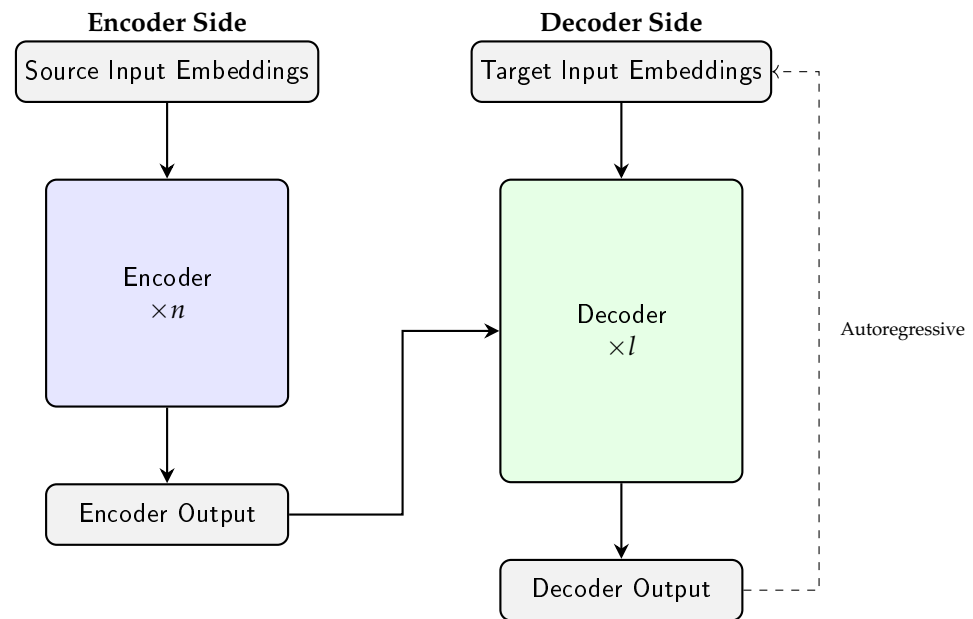 Encoder Side
Source Input Embeddings
Encoder
×n
Encoder Output
Decoder Side
Target Input Embeddings
Decoder
×l
Decoder Output
Autoregressive